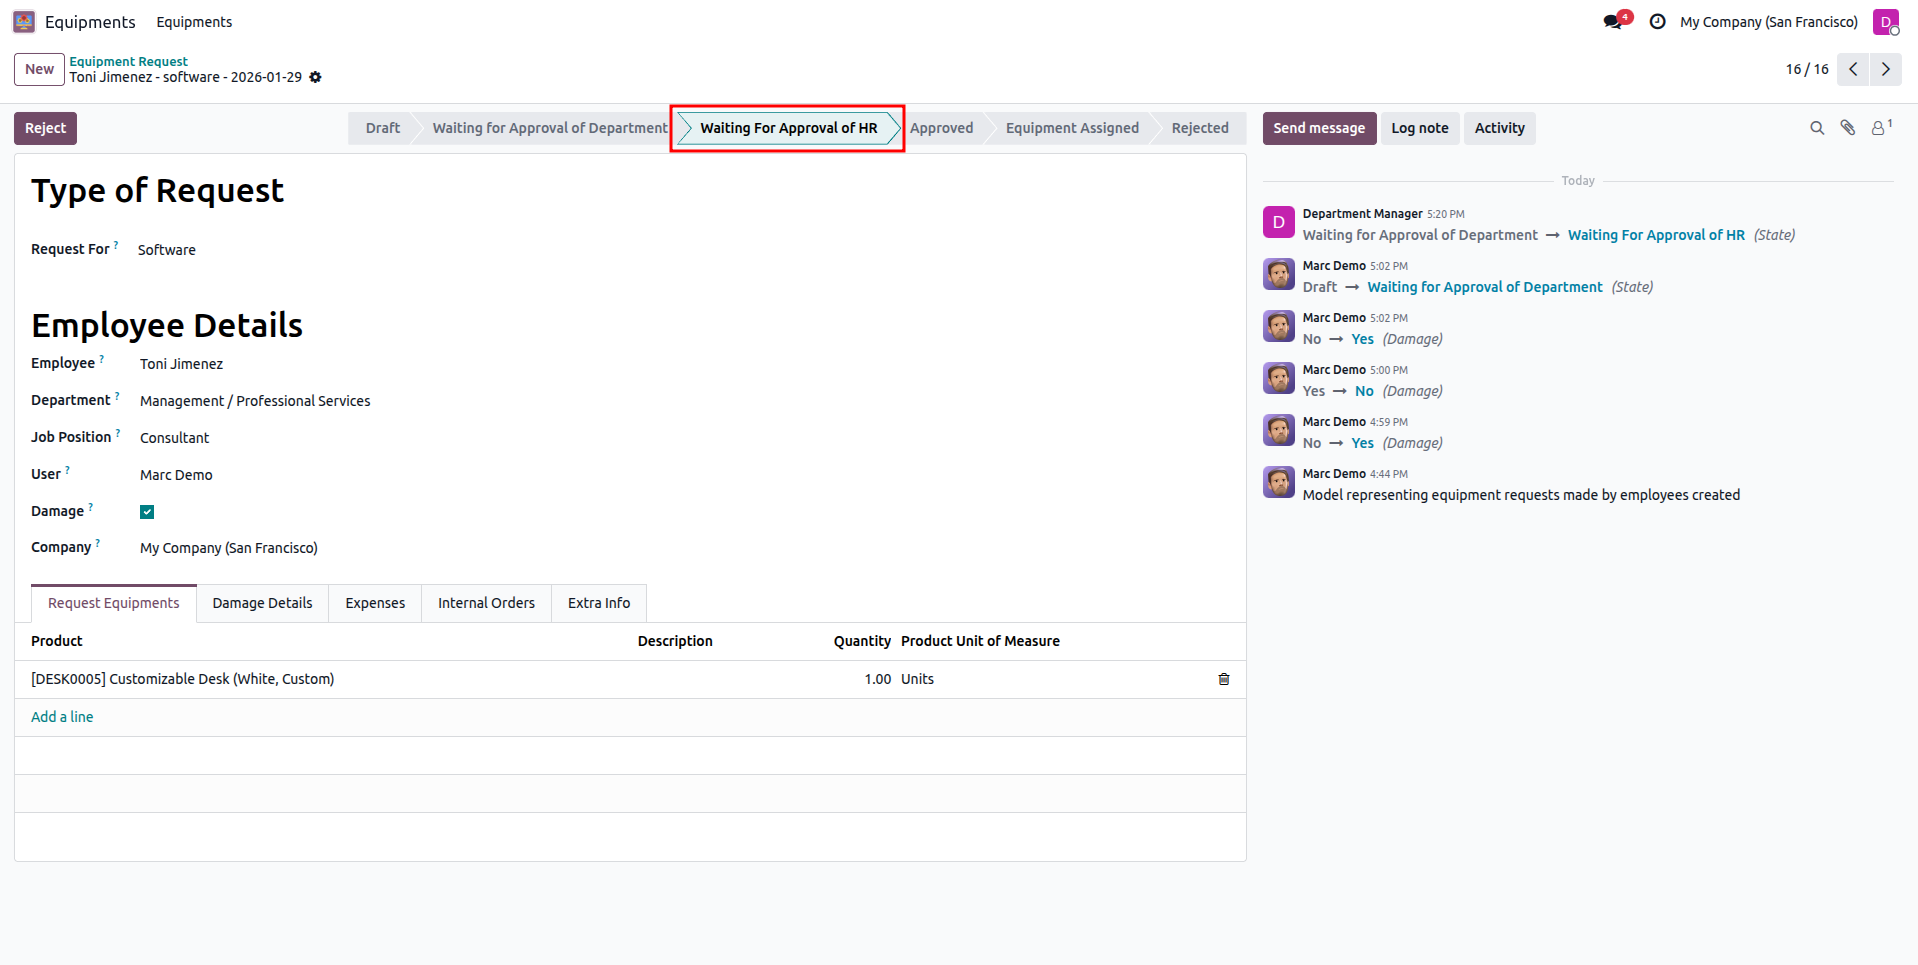 Equipments Equipments 4 My Company (San Francisco) D
New Equipment Request
Toni Jimenez - software - 2026-01-29 16 / 16
Reject Draft Waiting for Approval of Department Waiting For Approval of HR Approved Equipment Assigned Rejected Send message Log note Activity 1
Type of Request
Request For ? Software
Employee Details
Employee ? Toni Jimenez
Department ? Management / Professional Services
Job Position ? Consultant
User ? Marc Demo
Damage ?
Company ? My Company (San Francisco)
Request Equipments Damage Details Expenses Internal Orders Extra Info
Product Description Quantity Product Unit of Measure
[DESK0005] Customizable Desk (White, Custom) 1.00 Units
Add a line
Today
D Department Manager 5:20 PM
Waiting for Approval of Department → Waiting For Approval of HR (State)
Marc Demo 5:02 PM
Draft → Waiting for Approval of Department (State)
Marc Demo 5:02 PM
No → Yes (Damage)
Marc Demo 5:00 PM
Yes → No (Damage)
Marc Demo 4:59 PM
No → Yes (Damage)
Marc Demo 4:44 PM
Model representing equipment requests made by employees created